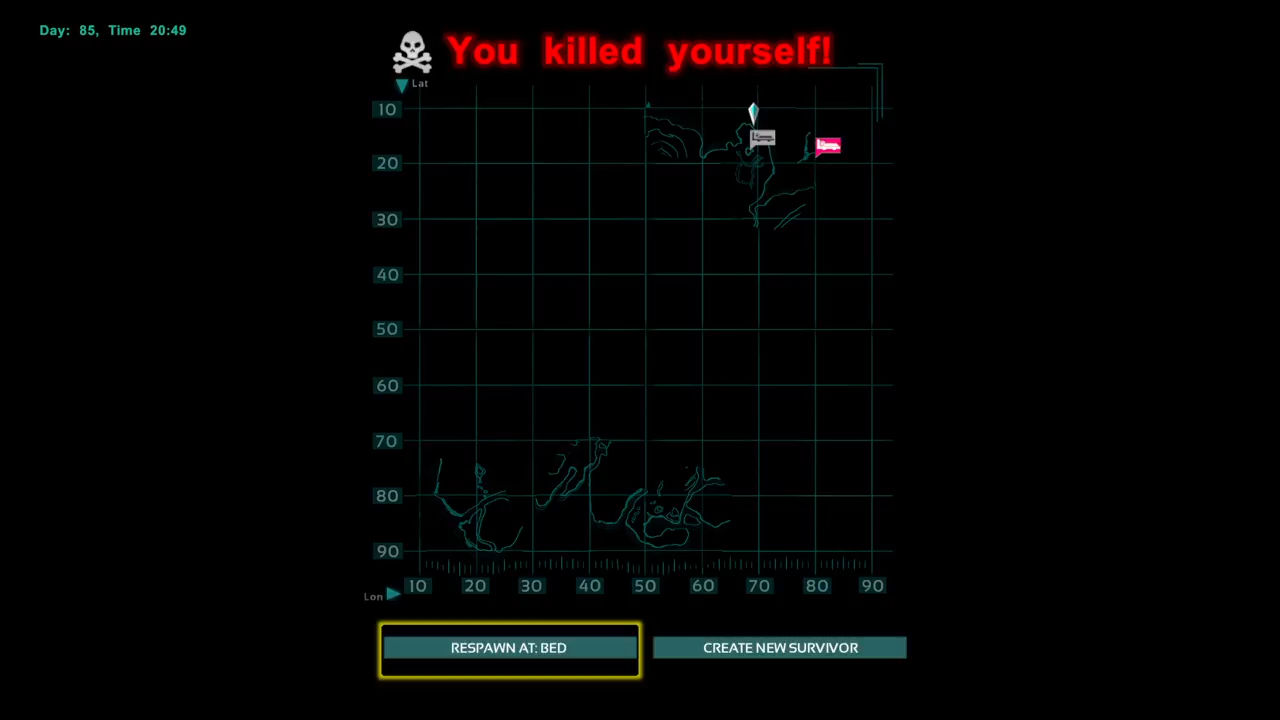 Day: 85, Time 20:49
You killed yourself!
Lat
10
20
30
40
50
60
70
80
90
10 20 30 40 50 60 70 80 90
Lon
RESPAWN AT: BED
CREATE NEW SURVIVOR